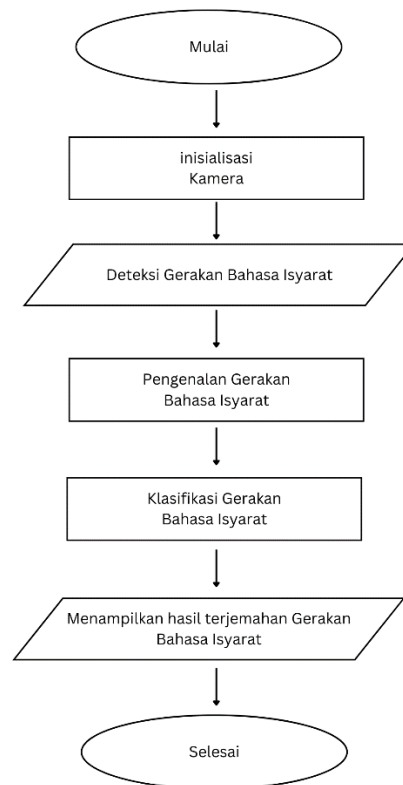 Mulai
inisialisasi
Kamera
Deteksi Gerakan Bahasa Isyarat
Pengenalan Gerakan
Bahasa Isyarat
Klasifikasi Gerakan
Bahasa Isyarat
Menampilkan hasil terjemahan Gerakan
Bahasa Isyarat
Selesai